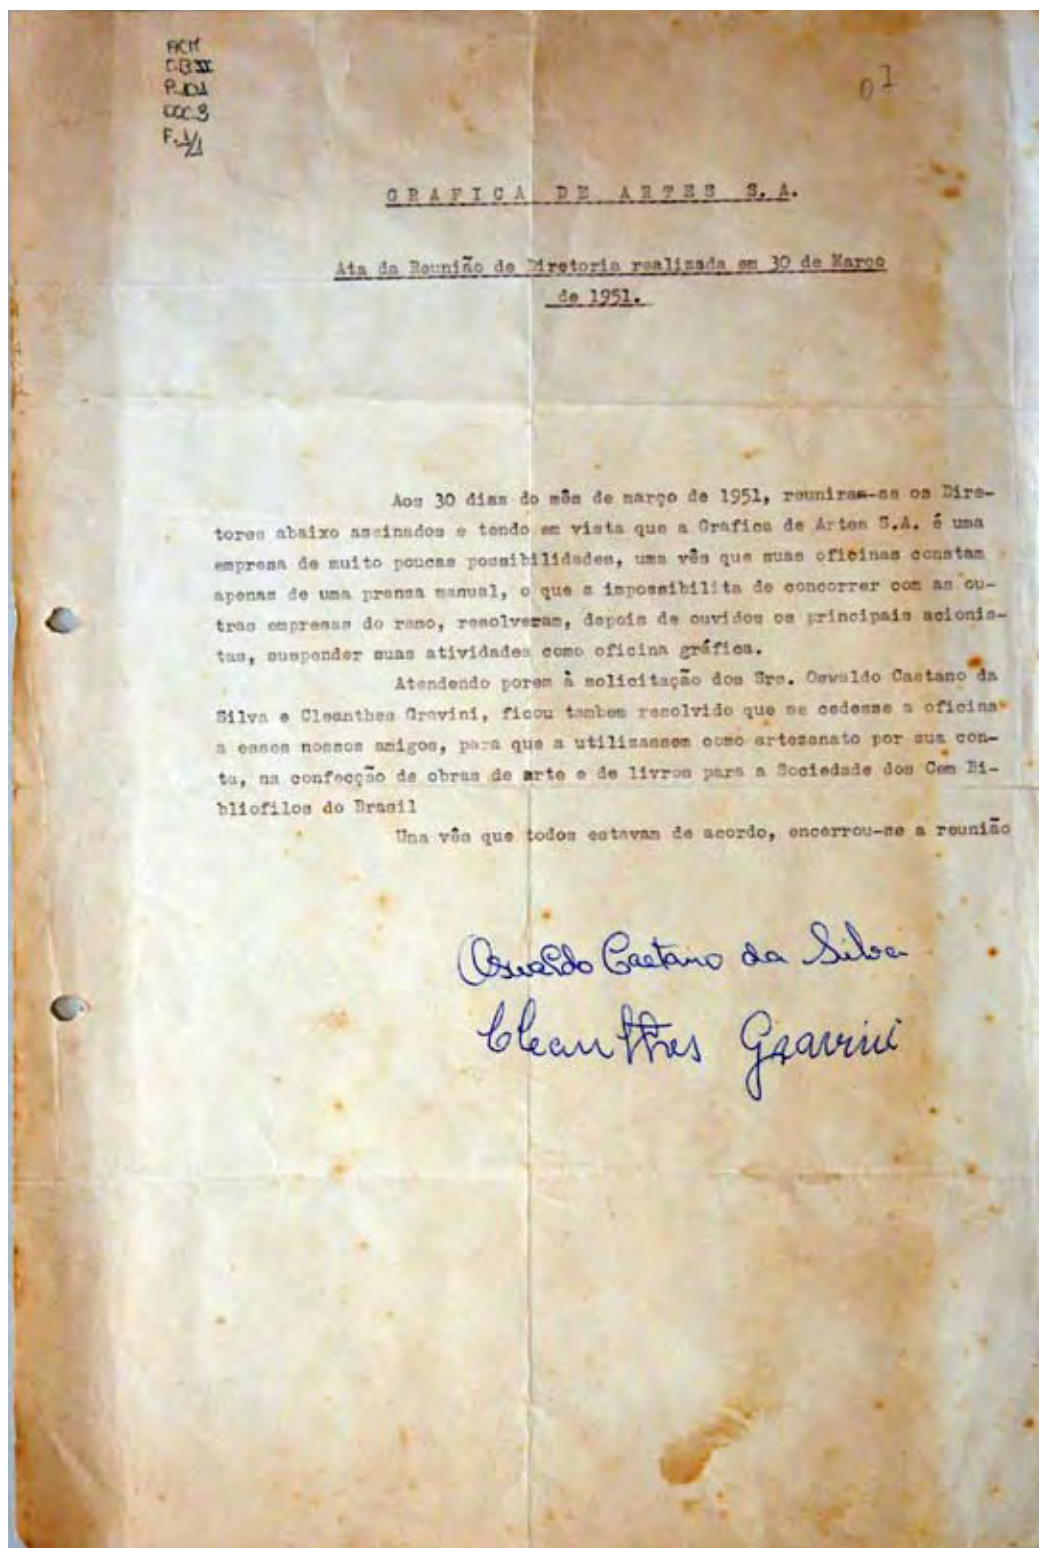 ACM
P. 01
DOC 3
F. 1/1
07
GRAFICA DE ARTES S.A.
Ata da Reunião de Diretoria realizada em 30 de Março
de 1951.
Aos 30 dias do mês de março de 1951, reuniram-se os Dire-
tores abaixo assinados e tendo em vista que a Grafica de Artes S.A. é uma
empresa de muito poucas possibilidades, uma vês que suas oficinas constam
apenas de uma prensa manual, o que a impossibilita de concorrer com as ou-
tras empresas do ramo, resolveram, depois de ouvidos os principais acionis-
tas, suspender suas atividades como oficina gráfica.
Atendendo porem à solicitação dos Srs. Oswaldo Caetano da
Silva e Cleanthes Gravini, ficou tambem resolvido que se cedesse a oficina
a esses nossos amigos, para que a utilisassem como artezanato por sua con-
ta, na confecção de obras de arte e de livros para a Sociedade dos Cem Bi-
bliofilos do Brasil
Uma vês que todos estavam de acordo, encerrou-se a reunião
Oswaldo Caetano da Silva
Cleanthes Gravini